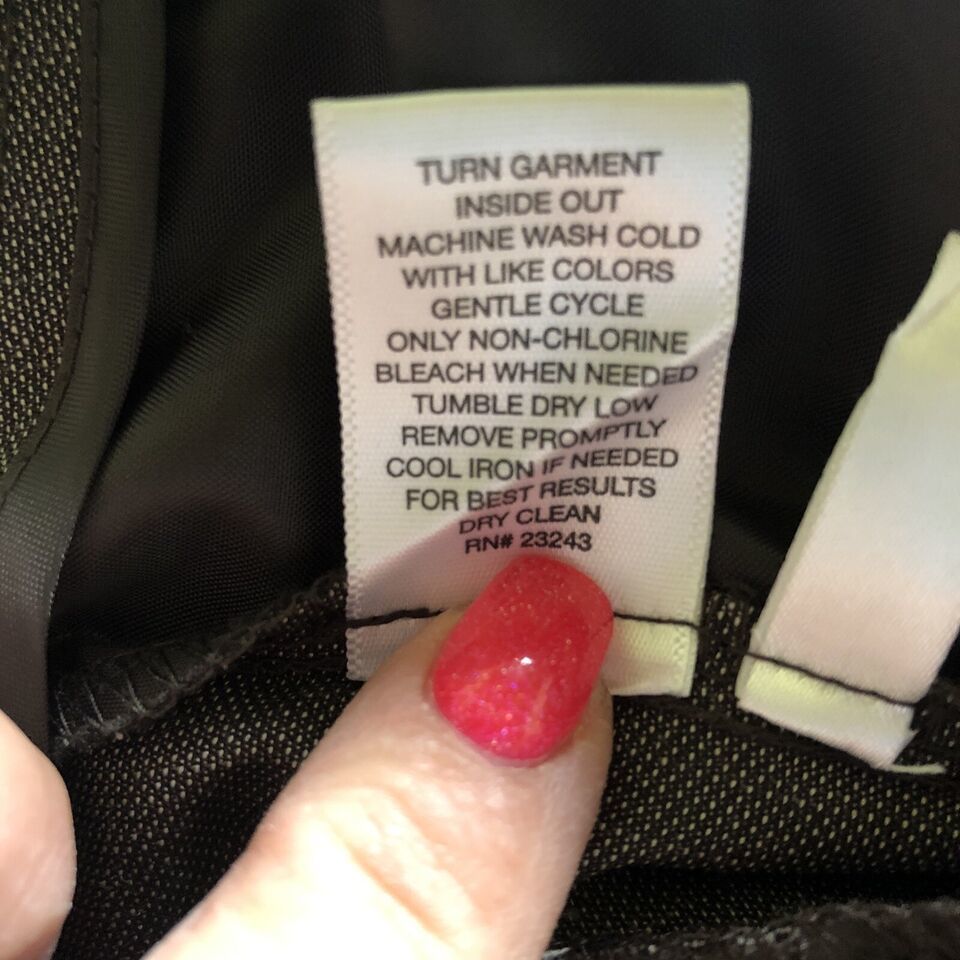 TURN GARMENT
INSIDE OUT
MACHINE WASH COLD
WITH LIKE COLORS
GENTLE CYCLE
ONLY NON-CHLORINE
BLEACH WHEN NEEDED
TUMBLE DRY LOW
REMOVE PROMPTLY
COOL IRON IF NEEDED
FOR BEST RESULTS
DRY CLEAN
RN# 23243